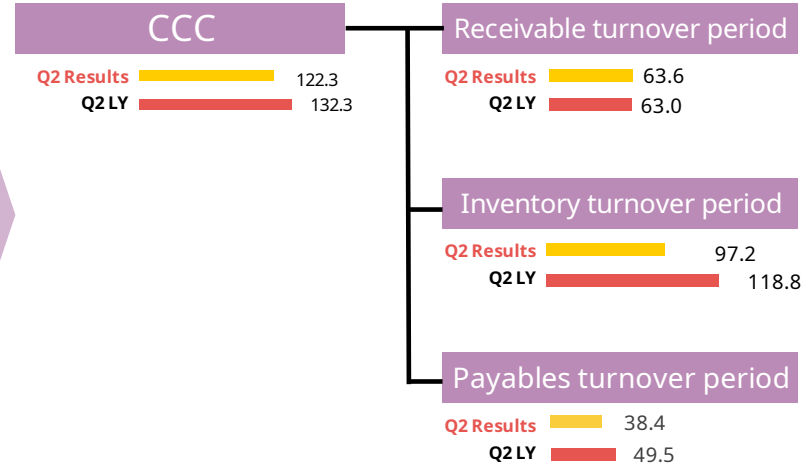 CCC
Q2 Results 122.3
Q2 LY 132.3
Receivable turnover period
Q2 Results 63.6
Q2 LY 63.0
Inventory turnover period
Q2 Results 97.2
Q2 LY 118.8
Payables turnover period
Q2 Results 38.4
Q2 LY 49.5